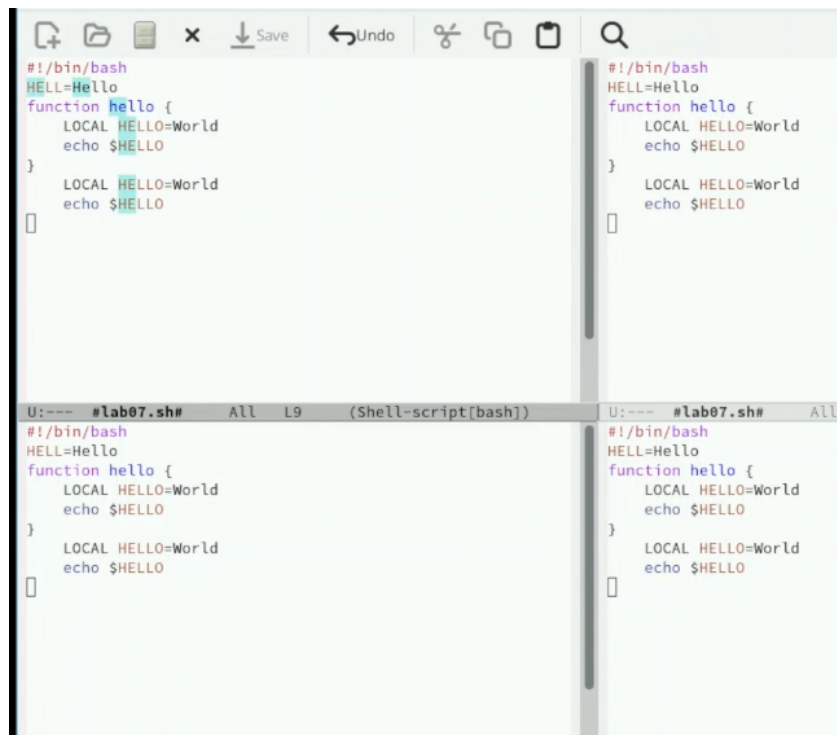 Save Undo
#!/bin/bash
HELL=Hello
function hello {
LOCAL HELLO=World
echo $HELLO
}
LOCAL HELLO=World
echo $HELLO
U:--- #lab07.sh# All L9 (Shell-script[bash])
#!/bin/bash
HELL=Hello
function hello {
LOCAL HELLO=World
echo $HELLO
}
LOCAL HELLO=World
echo $HELLO
U:--- #lab07.sh# All
#!/bin/bash
HELL=Hello
function hello {
LOCAL HELLO=World
echo $HELLO
}
LOCAL HELLO=World
echo $HELLO
#!/bin/bash
HELL=Hello
function hello {
LOCAL HELLO=World
echo $HELLO
}
LOCAL HELLO=World
echo $HELLO